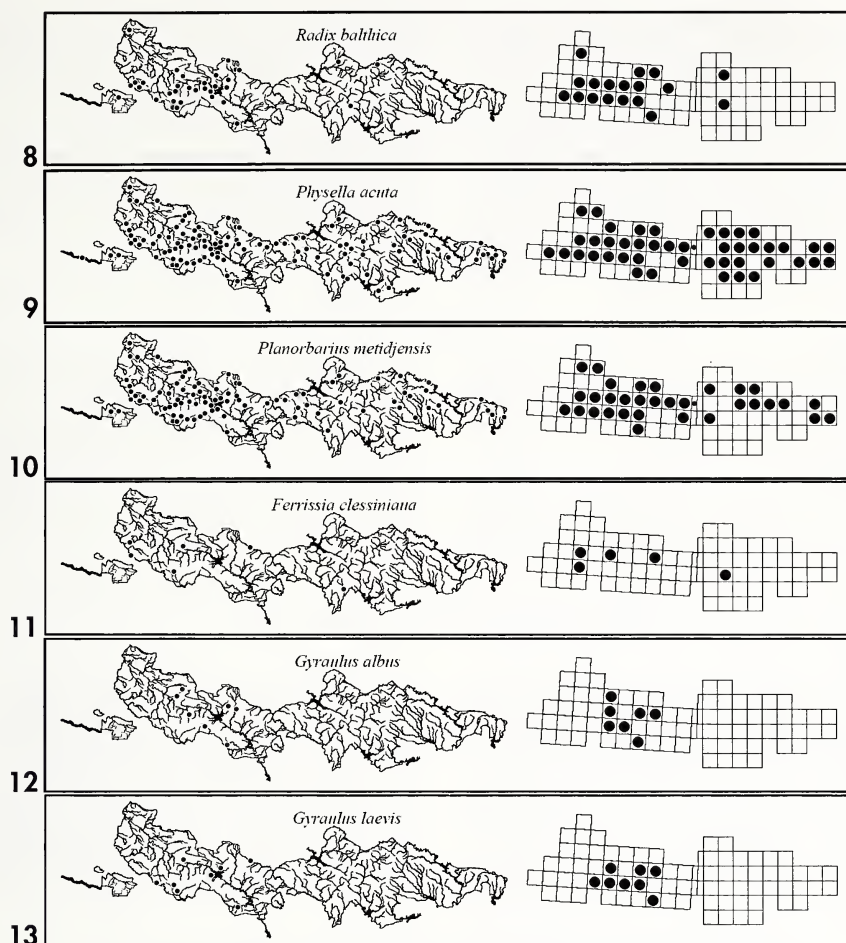 Radix balthica
8
Physella acuta
9
Planorbarius metidjensis
10
Ferrissia clessiniana
11
Gyraulus albus
12
Gyraulus laevis
13